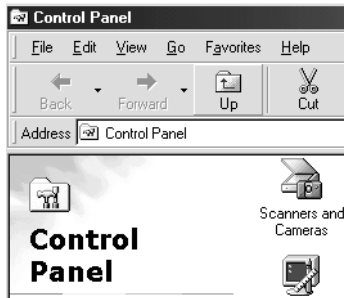 Control Panel
File Edit View Go Favorites Help
Back Forward Up Cut
Address Control Panel
Control
Panel
Scanners and
Cameras